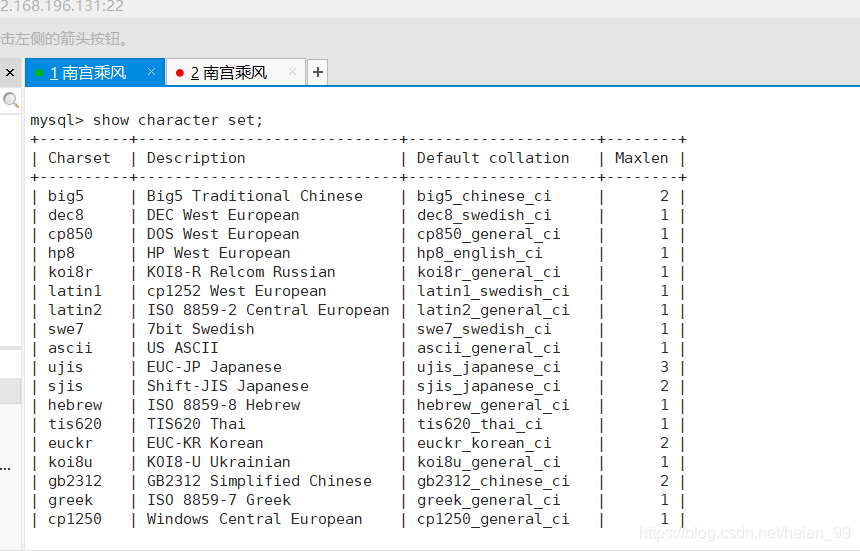 2.168.196.131:22
击左侧的箭头按钮。
× 1 南宫乘风 × 2 南宫乘风 × +
mysql> show character set;
+----------+-----------------------------+---------------------+--------+
| Charset  | Description                 | Default collation   | Maxlen |
+----------+-----------------------------+---------------------+--------+
| big5     | Big5 Traditional Chinese    | big5_chinese_ci     |      2 |
| dec8     | DEC West European           | dec8_swedish_ci     |      1 |
| cp850    | DOS West European           | cp850_general_ci    |      1 |
| hp8      | HP West European            | hp8_english_ci      |      1 |
| koi8r    | KOI8-R Relcom Russian       | koi8r_general_ci    |      1 |
| latin1   | cp1252 West European        | latin1_swedish_ci   |      1 |
| latin2   | ISO 8859-2 Central European | latin2_general_ci   |      1 |
| swe7     | 7bit Swedish                | swe7_swedish_ci     |      1 |
| ascii    | US ASCII                    | ascii_general_ci    |      1 |
| ujis     | EUC-JP Japanese             | ujis_japanese_ci    |      3 |
| sjis     | Shift-JIS Japanese          | sjis_japanese_ci    |      2 |
| hebrew   | ISO 8859-8 Hebrew           | hebrew_general_ci   |      1 |
| tis620   | TIS620 Thai                 | tis620_thai_ci      |      1 |
| euckr    | EUC-KR Korean               | euckr_korean_ci     |      2 |
| koi8u    | KOI8-U Ukrainian            | koi8u_general_ci    |      1 |
| gb2312   | GB2312 Simplified Chinese   | gb2312_chinese_ci   |      2 |
| greek    | ISO 8859-7 Greek            | greek_general_ci    |      1 |
| cp1250   | Windows Central European    | cp1250_general_ci   |      1 |
...
https://blog.csdn.net/heian_99